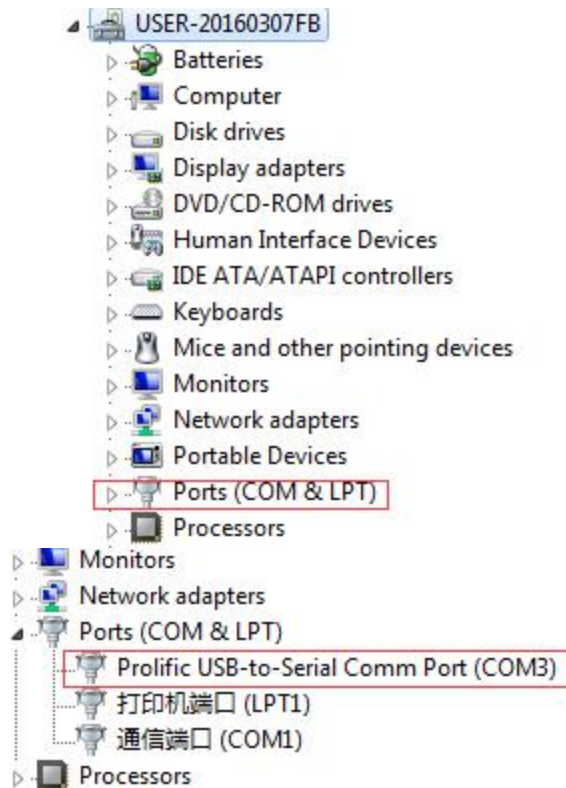 USER-20160307FB
Batteries
Computer
Disk drives
Display adapters
DVD/CD-ROM drives
Human Interface Devices
IDE ATA/ATAPI controllers
Keyboards
Mice and other pointing devices
Monitors
Network adapters
Portable Devices
Ports (COM & LPT)
Processors
Monitors
Network adapters
Ports (COM & LPT)
Prolific USB-to-Serial Comm Port (COM3)
打印机端口 (LPT1)
通信端口 (COM1)
Processors